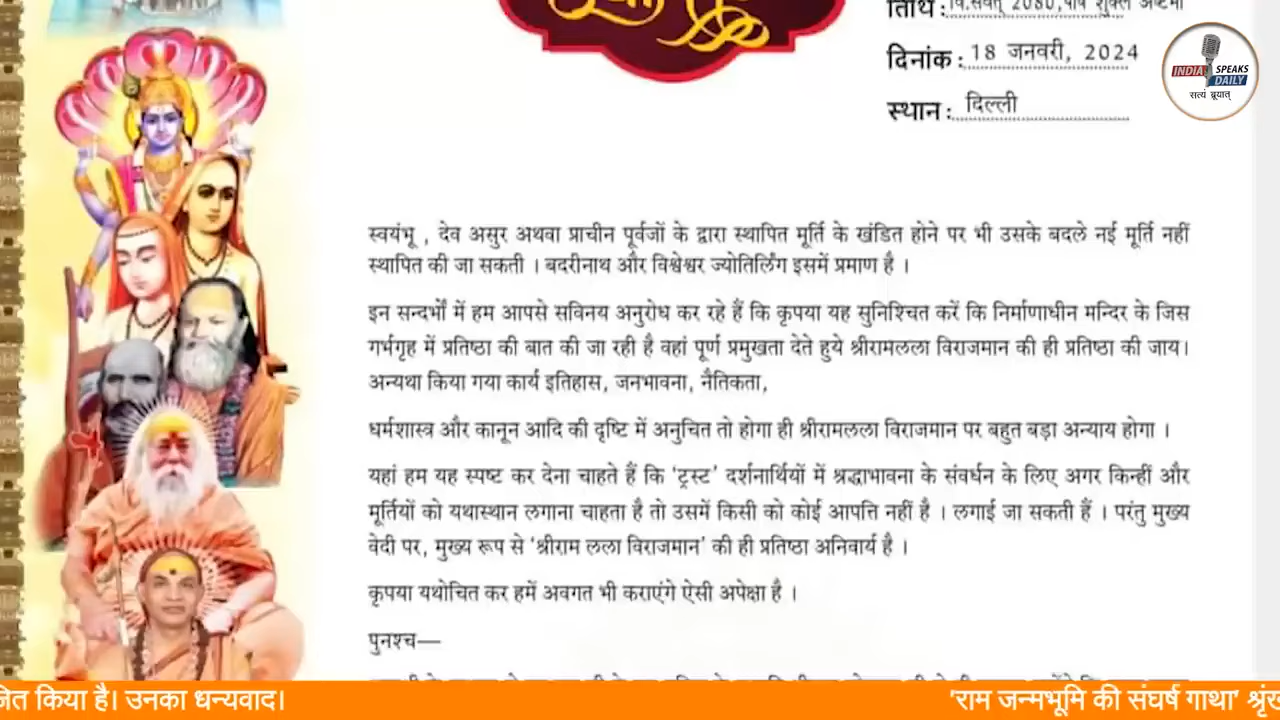 तिथि : वि.संवत् 2080, पौष शुक्ल अष्टमी
दिनांक : 18 जनवरी, 2024
स्थान : दिल्ली
INDIA SPEAKS DAILY
सत्यं ब्रूयात्
स्वयंभू , देव असुर अथवा प्राचीन पूर्वजों के द्वारा स्थापित मूर्ति के खंडित होने पर भी उसके बदले नई मूर्ति नहीं
स्थापित की जा सकती । बदरीनाथ और विश्वेश्वर ज्योतिर्लिंग इसमें प्रमाण है ।
इन सन्दर्भों में हम आपसे सविनय अनुरोध कर रहे हैं कि कृपया यह सुनिश्चित करें कि निर्माणाधीन मन्दिर के जिस
गर्भगृह में प्रतिष्ठा की बात की जा रही है वहां पूर्ण प्रमुखता देते हुये श्रीरामलला विराजमान की ही प्रतिष्ठा की जाय।
अन्यथा किया गया कार्य इतिहास, जनभावना, नैतिकता,
धर्मशास्त्र और कानून आदि की दृष्टि में अनुचित तो होगा ही श्रीरामलला विराजमान पर बहुत बड़ा अन्याय होगा ।
यहां हम यह स्पष्ट कर देना चाहते हैं कि 'ट्रस्ट' दर्शनार्थियों में श्रद्धाभावना के संवर्धन के लिए अगर किन्हीं और
मूर्तियों को यथास्थान लगाना चाहता है तो उसमें किसी को कोई आपत्ति नहीं है । लगाई जा सकती हैं । परंतु मुख्य
वेदी पर, मुख्य रूप से 'श्रीराम लला विराजमान' की ही प्रतिष्ठा अनिवार्य है ।
कृपया यथोचित कर हमें अवगत भी कराएंगे ऐसी अपेक्षा है ।
पुनश्च—
किया है। उनका धन्यवाद। 'राम जन्मभूमि की संघर्ष गाथा'